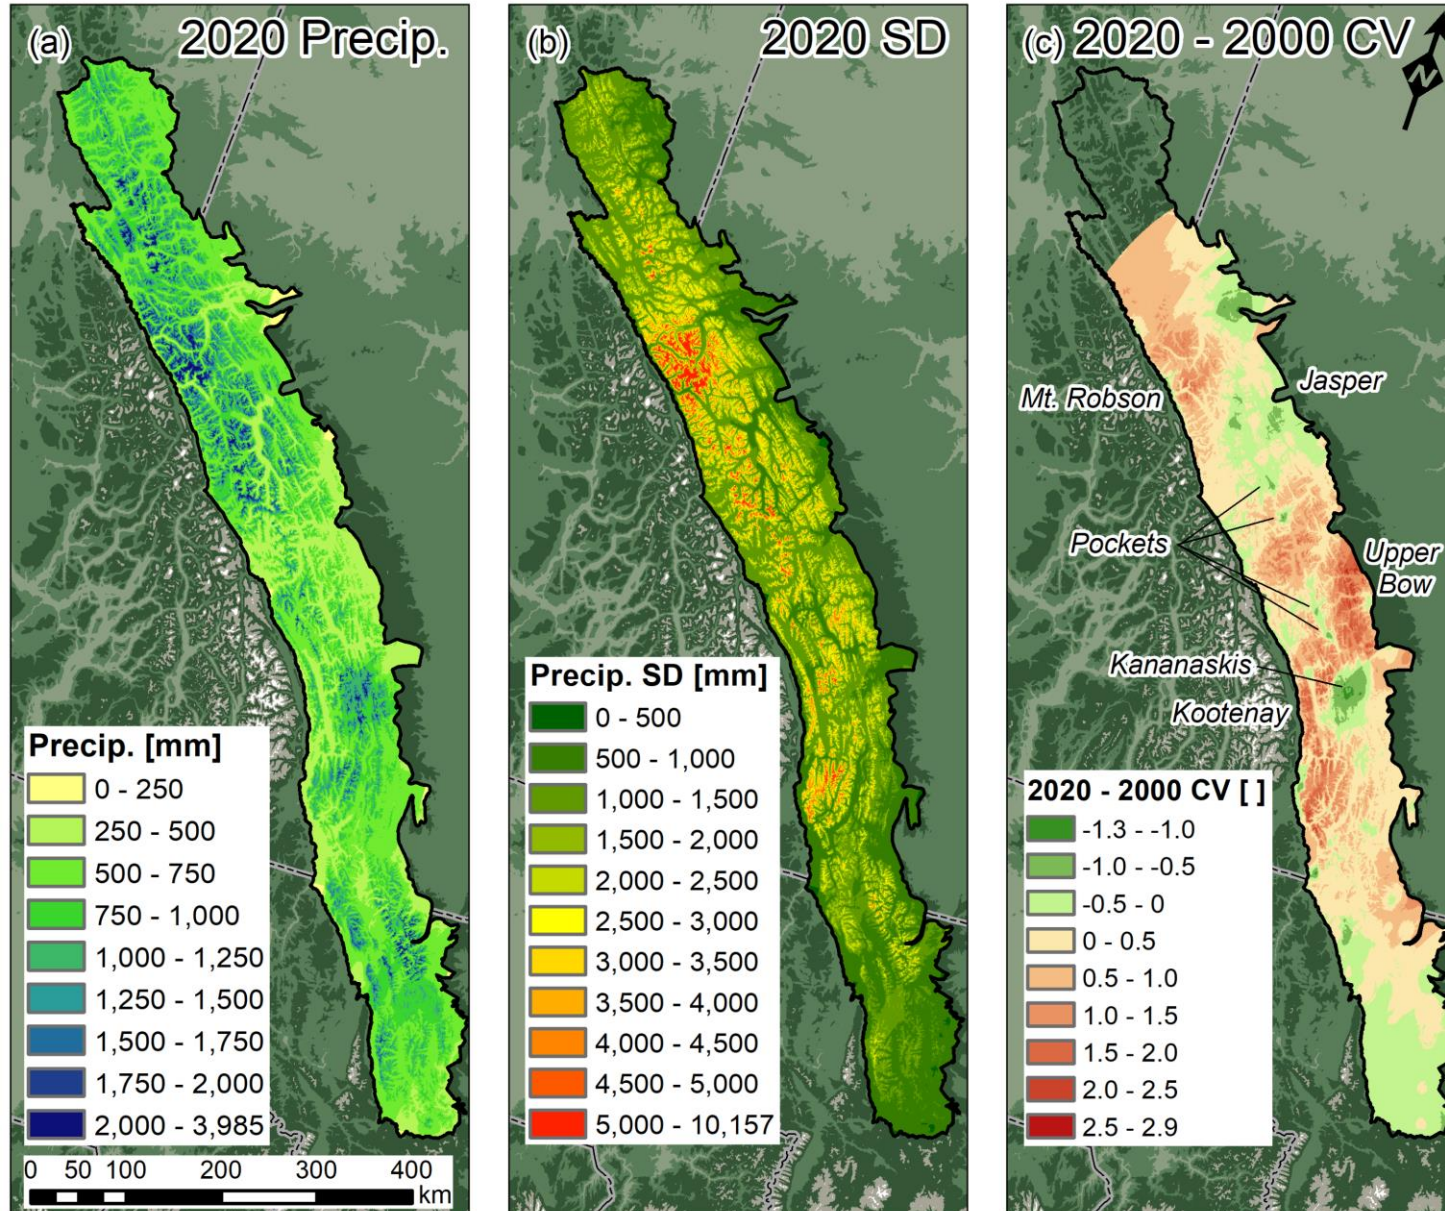 (a) 2020 Precip.
Precip. [mm]
0 - 250
250 - 500
500 - 750
750 - 1,000
1,000 - 1,250
1,250 - 1,500
1,500 - 1,750
1,750 - 2,000
2,000 - 3,985
0 50 100 200 300 400
km
(b) 2020 SD
Precip. SD [mm]
0 - 500
500 - 1,000
1,000 - 1,500
1,500 - 2,000
2,000 - 2,500
2,500 - 3,000
3,000 - 3,500
3,500 - 4,000
4,000 - 4,500
4,500 - 5,000
5,000 - 10,157
(c) 2020 - 2000 CV
N
Jasper
Mt. Robson
Pockets
Upper
Bow
Kananaskis
Kootenay
2020 - 2000 CV [ ]
-1.3 - -1.0
-1.0 - -0.5
-0.5 - 0
0 - 0.5
0.5 - 1.0
1.0 - 1.5
1.5 - 2.0
2.0 - 2.5
2.5 - 2.9